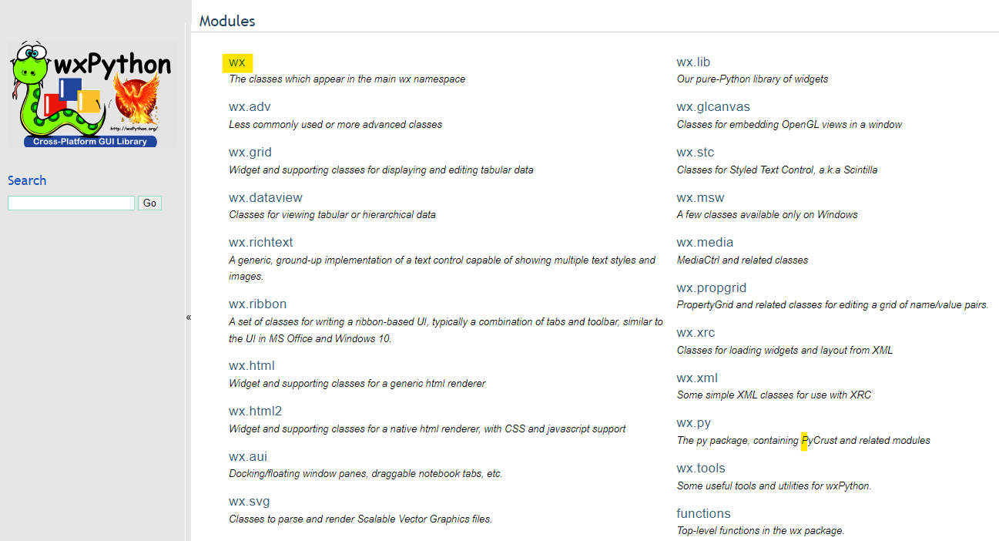 Modules
wxPython
http://wxPython.org/
Cross-Platform GUI Library
Search
Go
«
wx
The classes which appear in the main wx namespace
wx.adv
Less commonly used or more advanced classes
wx.grid
Widget and supporting classes for displaying and editing tabular data
wx.dataview
Classes for viewing tabular or hierarchical data
wx.richtext
A generic, ground-up implementation of a text control capable of showing multiple text styles and
images.
wx.ribbon
A set of classes for writing a ribbon-based UI, typically a combination of tabs and toolbar, similar to
the UI in MS Office and Windows 10.
wx.html
Widget and supporting classes for a generic html renderer
wx.html2
Widget and supporting classes for a native html renderer, with CSS and javascript support
wx.aui
Docking/floating window panes, draggable notebook tabs, etc.
wx.svg
Classes to parse and render Scalable Vector Graphics files.
wx.lib
Our pure-Python library of widgets
wx.glcanvas
Classes for embedding OpenGL views in a window
wx.stc
Classes for Styled Text Control, a.k.a Scintilla
wx.msw
A few classes available only on Windows
wx.media
MediaCtrl and related classes
wx.propgrid
PropertyGrid and related classes for editing a grid of name/value pairs.
wx.xrc
Classes for loading widgets and layout from XML
wx.xml
Some simple XML classes for use with XRC
wx.py
The py package, containing PyCrust and related modules
wx.tools
Some useful tools and utilities for wxPython.
functions
Top-level functions in the wx package.